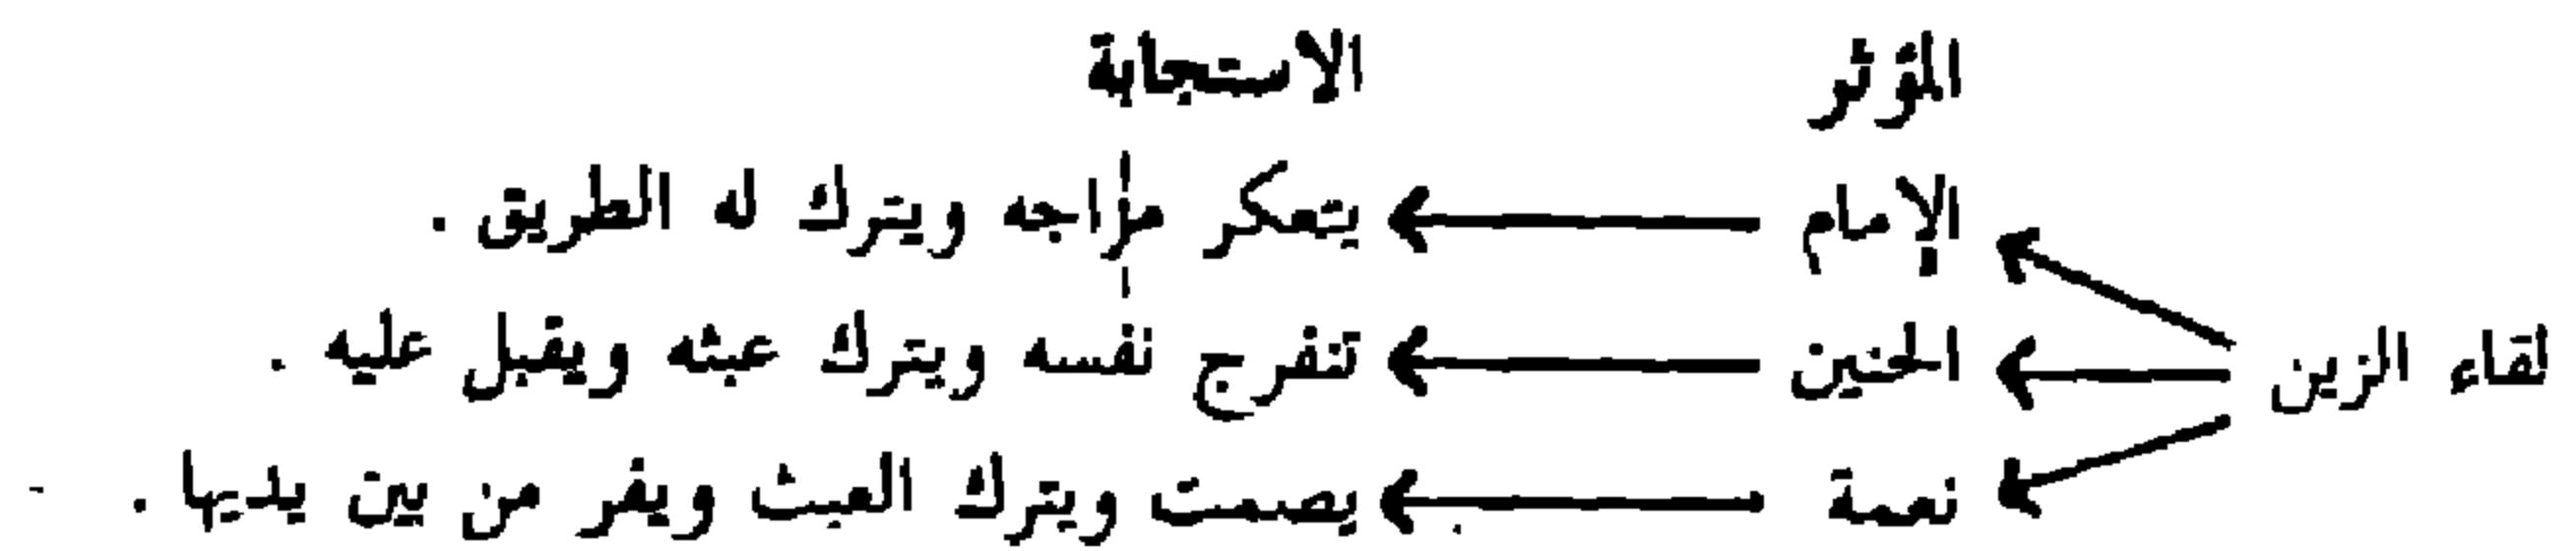 المؤثر الاستجابة
الإمام يتعكر مزاجه ويترك له الطريق .
لقاء الزين الحنين تنفرج نفسه ويترك عبثه ويقبل عليه .
نعمة يصمت ويترك العبث ويفر من بين يديها .